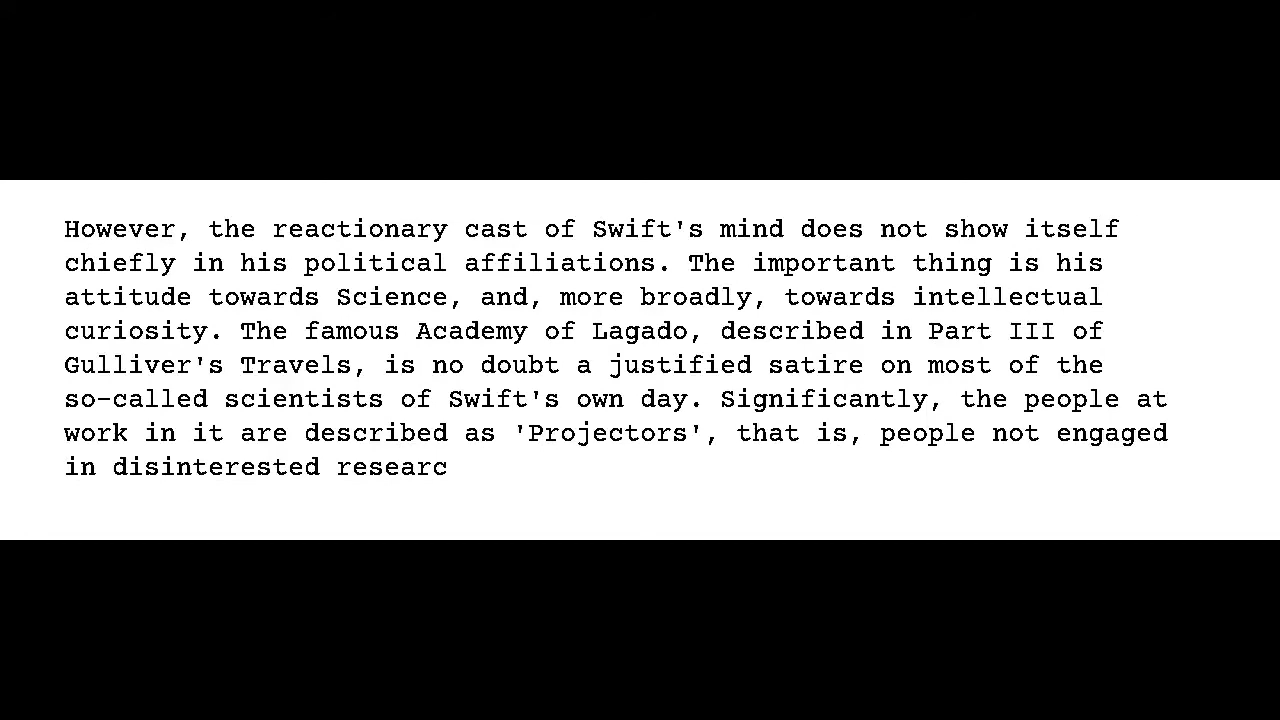 However, the reactionary cast of Swift's mind does not show itself
chiefly in his political affiliations. The important thing is his
attitude towards Science, and, more broadly, towards intellectual
curiosity. The famous Academy of Lagado, described in Part III of
Gulliver's Travels, is no doubt a justified satire on most of the
so-called scientists of Swift's own day. Significantly, the people at
work in it are described as 'Projectors', that is, people not engaged
in disinterested researc